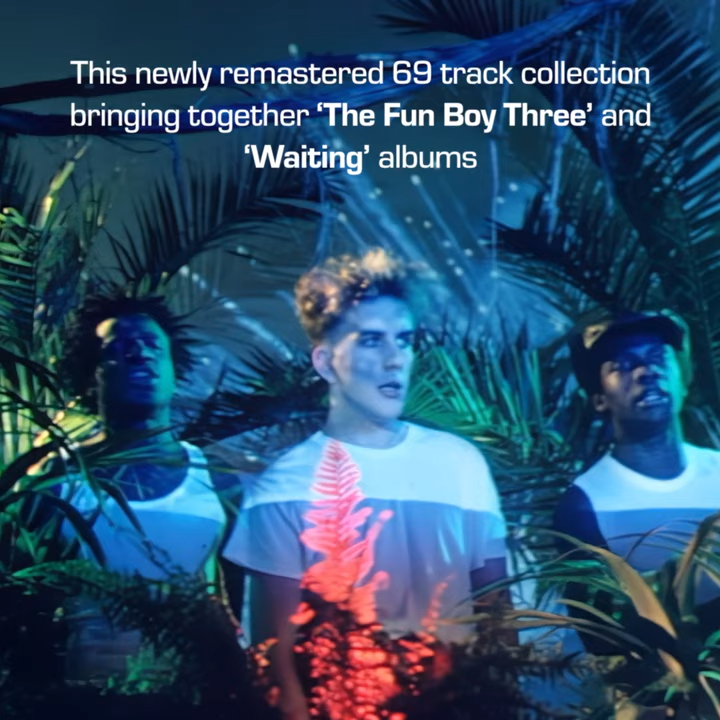 This newly remastered 69 track collection
bringing together ‘The Fun Boy Three’ and
‘Waiting’ albums